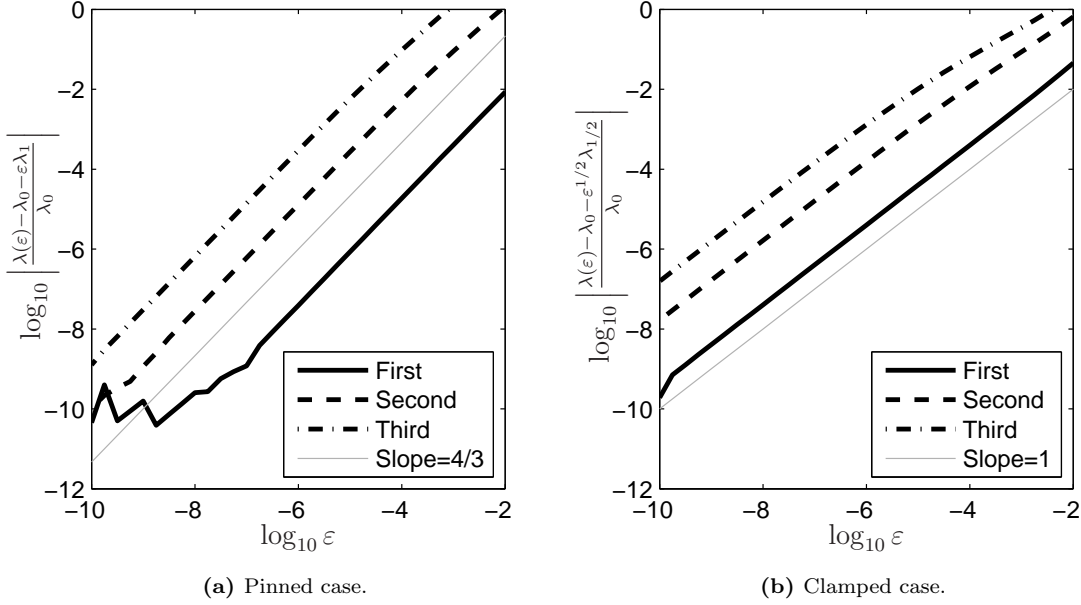 0
−2
−4
−6
−8
−10
−12
−10 −8 −6 −4 −2
log₁₀ |(λ(ε)−λ₀−ελ₁)/λ₀|
log₁₀ ε
First
Second
Third
Slope=4/3
(a) Pinned case.
0
−2
−4
−6
−8
−10
−12
−10 −8 −6 −4 −2
log₁₀ |(λ(ε)−λ₀−ε^{1/2}λ_{1/2})/λ₀|
log₁₀ ε
First
Second
Third
Slope=1
(b) Clamped case.